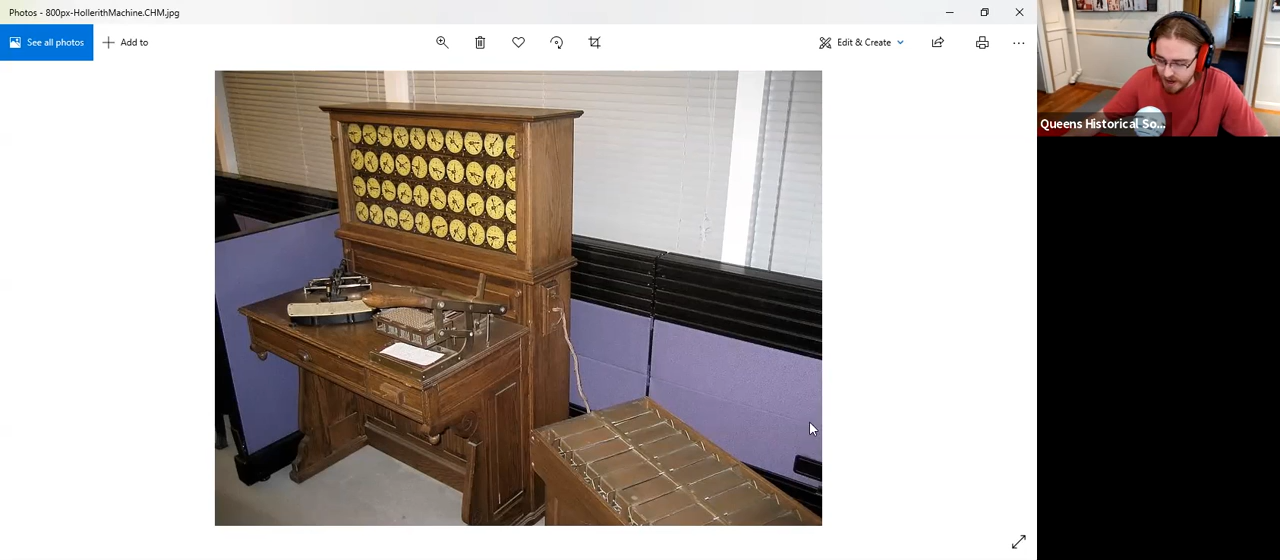 Photos - 800px-HollerithMachine.CHM.jpg
See all photos
Add to
Edit & Create
Queens Historical So...